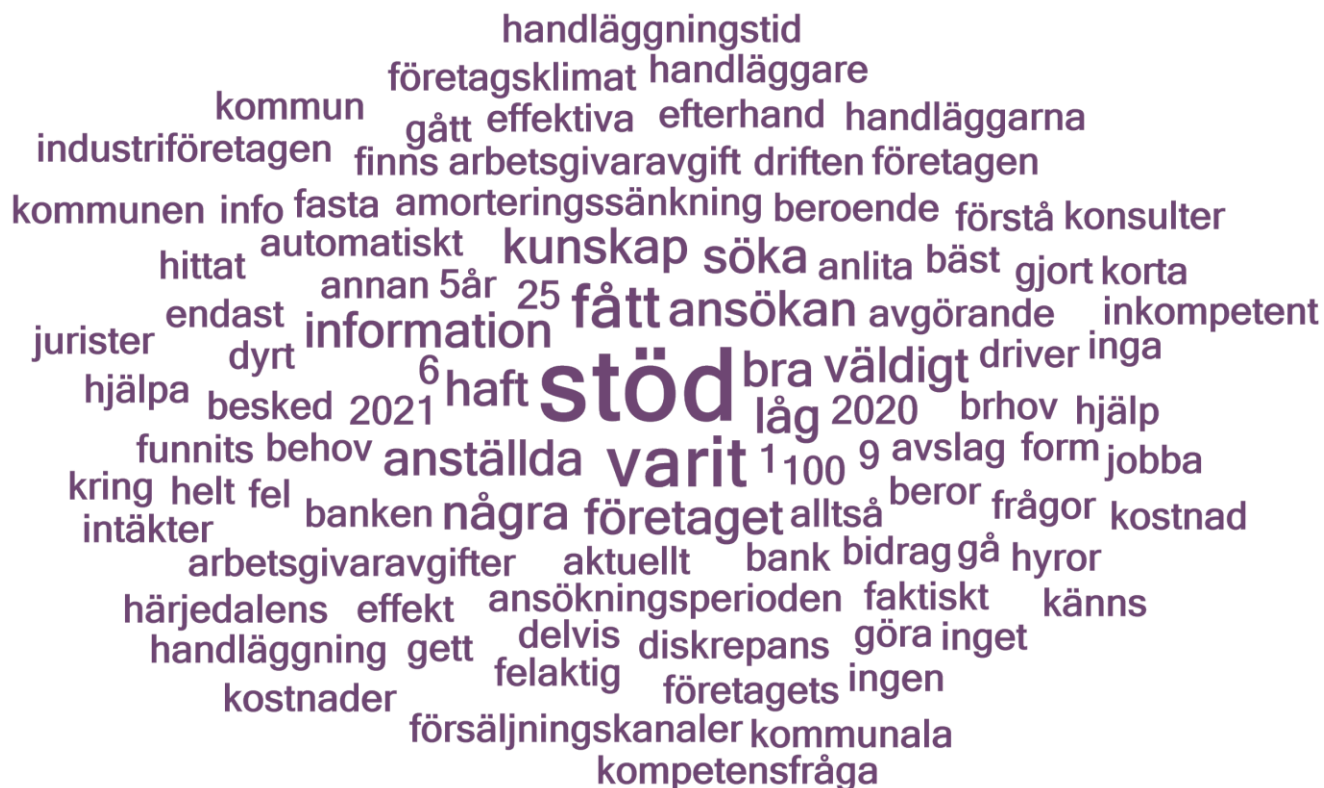 handläggningstid
företagsklimat handläggare
kommun gått effektiva efterhand handläggarna
industriföretagen finns arbetsgivaravgift driften företagen
kommunen info fasta amorteringssänkning beroende förstå konsulter
hittat automatiskt kunskap söka anlita bäst gjort korta
annan 5år 25 fått ansökan avgörande inkompetent
jurister endast information
dyrt 6 haft stöd bra väldigt driver inga
hjälpa besked 2021 låg 2020 brhov hjälp
funnits behov anställda varit 1 100 9 avslag form jobba
kring helt fel banken några företaget alltså beror frågor kostnad
intäkter
arbetsgivaravgifter aktuellt bank bidrag gå hyror
härjedalens effekt ansökningsperioden faktiskt känns
handläggning gett delvis diskrepans göra inget
kostnader felaktig företagets ingen
försäljningskanaler kommunala
kompetensfråga